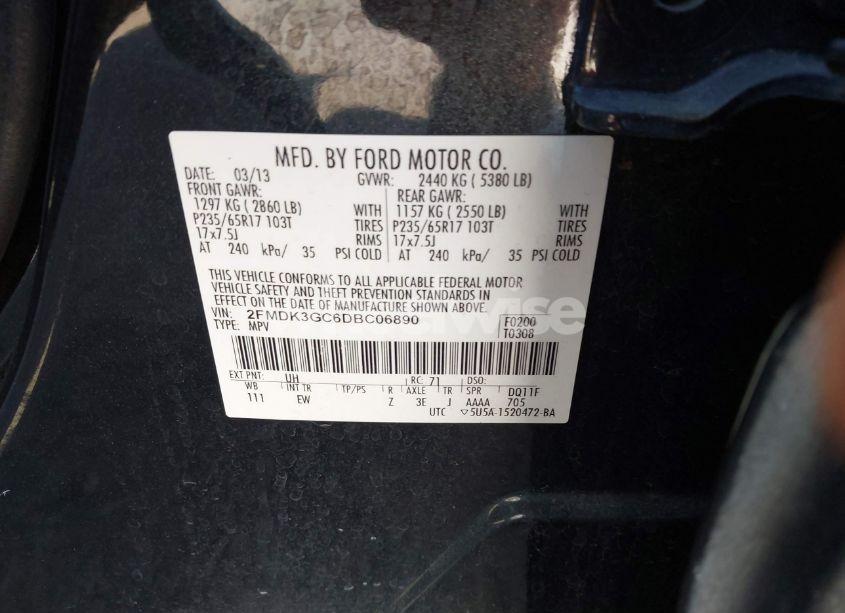 MFD. BY FORD MOTOR CO.
DATE: 03/13 GVWR: 2440 KG ( 5380 LB)
FRONT GAWR: REAR GAWR:
1297 KG ( 2860 LB) WITH 1157 KG ( 2550 LB) WITH
P235/65R17 103T TIRES P235/65R17 103T TIRES
17x7.5J RIMS 17x7.5J RIMS
AT 240 kPa/ 35 PSI COLD AT 240 kPa/ 35 PSI COLD
THIS VEHICLE CONFORMS TO ALL APPLICABLE FEDERAL MOTOR
VEHICLE SAFETY AND THEFT PREVENTION STANDARDS IN
EFFECT ON THE DATE OF MANUFACTURE SHOWN ABOVE.
VIN: 2FMDK3GC6DBC06890 F0200
TYPE: MPV T0308
EXT PNT: UH RC: 71 DSO:
WB INT TR TP/PS R AXLE TR SPR DQ11F
111 EW Z 3E J AAAA 705
UTC ▽5U5A-1520472-BA